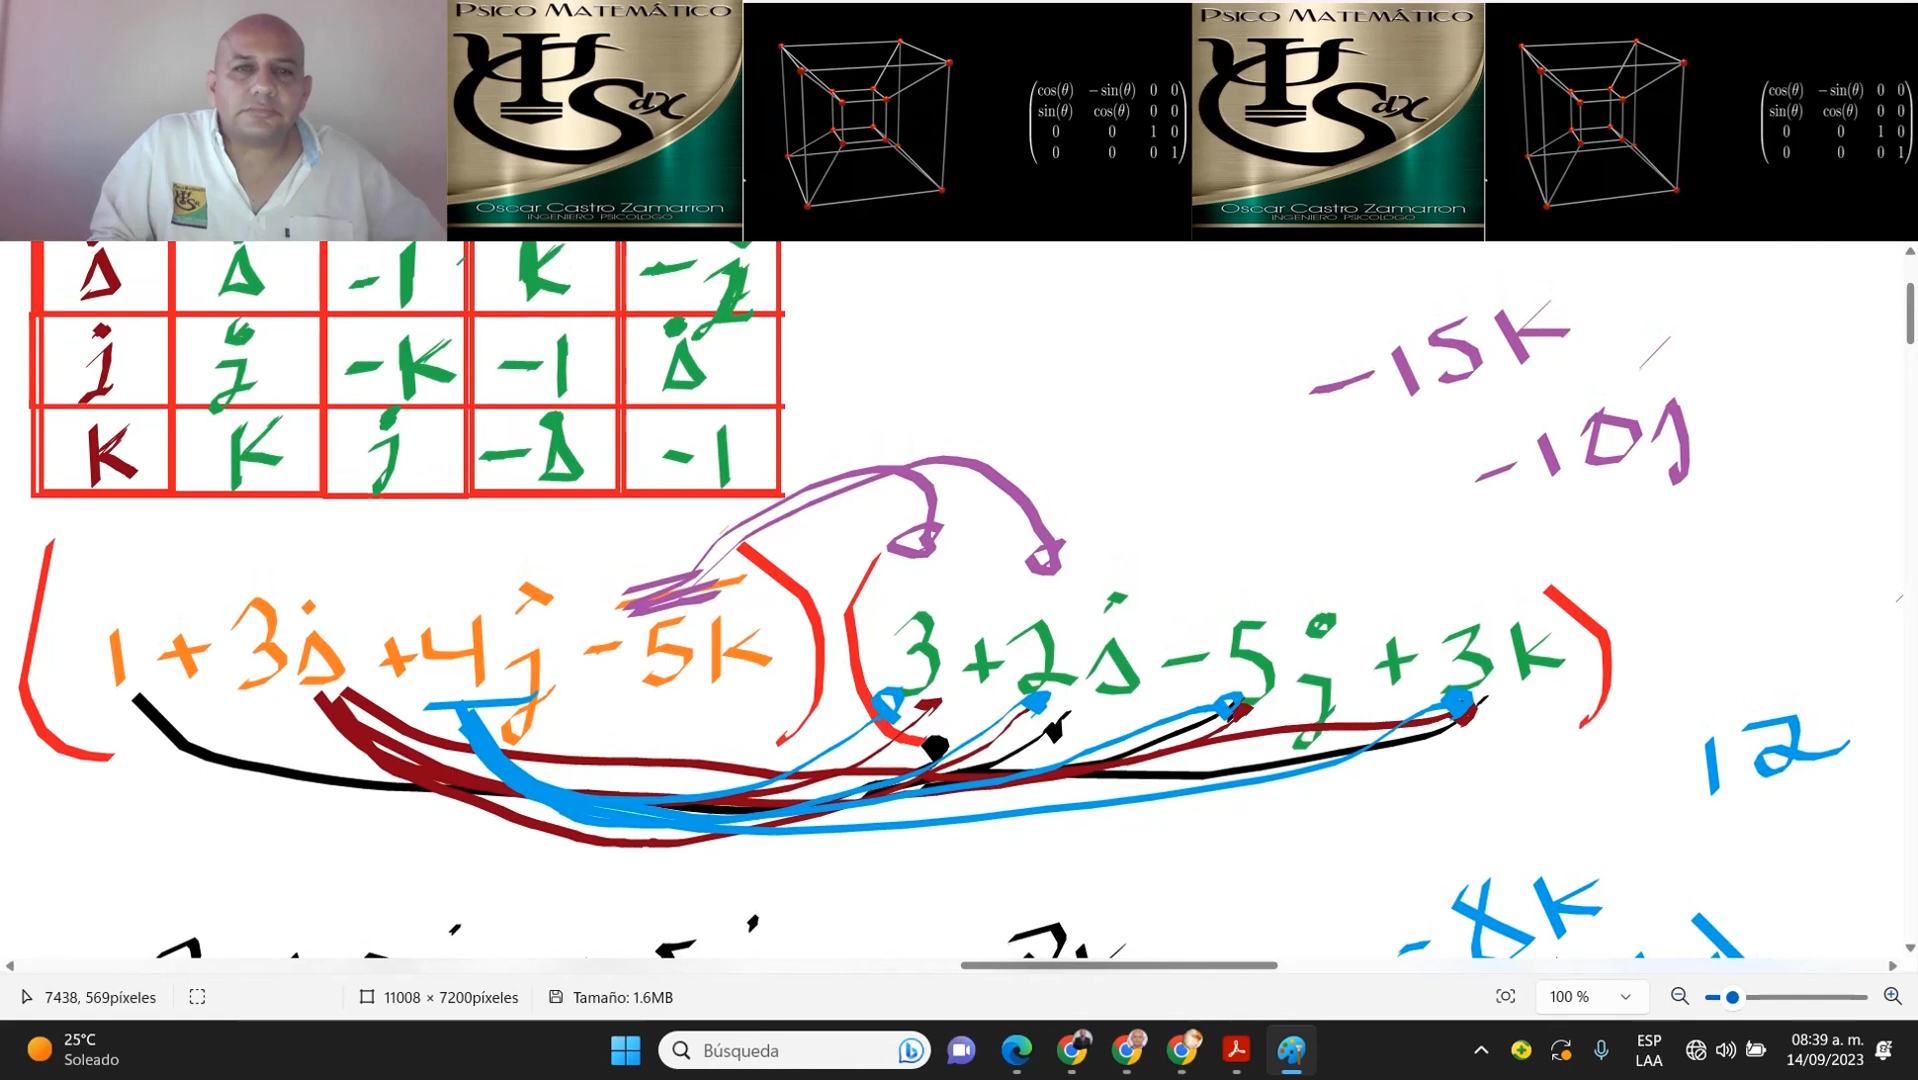 PSICO MATEMÁTICO
dx
Oscar Castro Zamarron
INGENIERO PSICOLOGO
cos(θ) −sin(θ) 0 0
sin(θ) cos(θ) 0 0
0 0 1 0
0 0 0 1
PSICO MATEMÁTICO
dx
Oscar Castro Zamarron
INGENIERO PSICOLOGO
cos(θ) −sin(θ) 0 0
sin(θ) cos(θ) 0 0
0 0 1 0
0 0 0 1
i i -1 k -j
j j -k -1 i
k k j -i -1
-15k
-10j
(1+3i+4j-5k)(3+2i-5j+3k)
12
-8k
7438, 569píxeles
11008 × 7200píxeles
Tamaño: 1.6MB
100 %
25°C
Soleado
Búsqueda
ESP
LAA
08:39 a. m.
14/09/2023